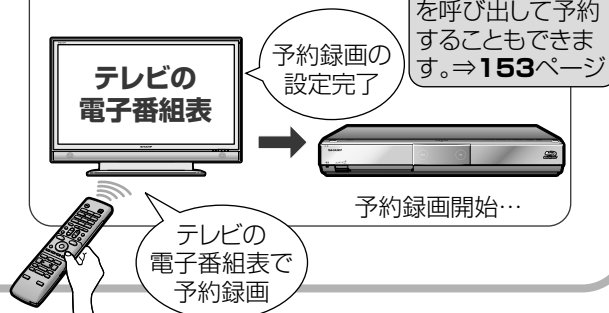 を呼び出して予約
することもできま
す。⇒153ページ
予約録画の
設定完了
テレビの
電子番組表
予約録画開始…
テレビの
電子番組表で
予約録画